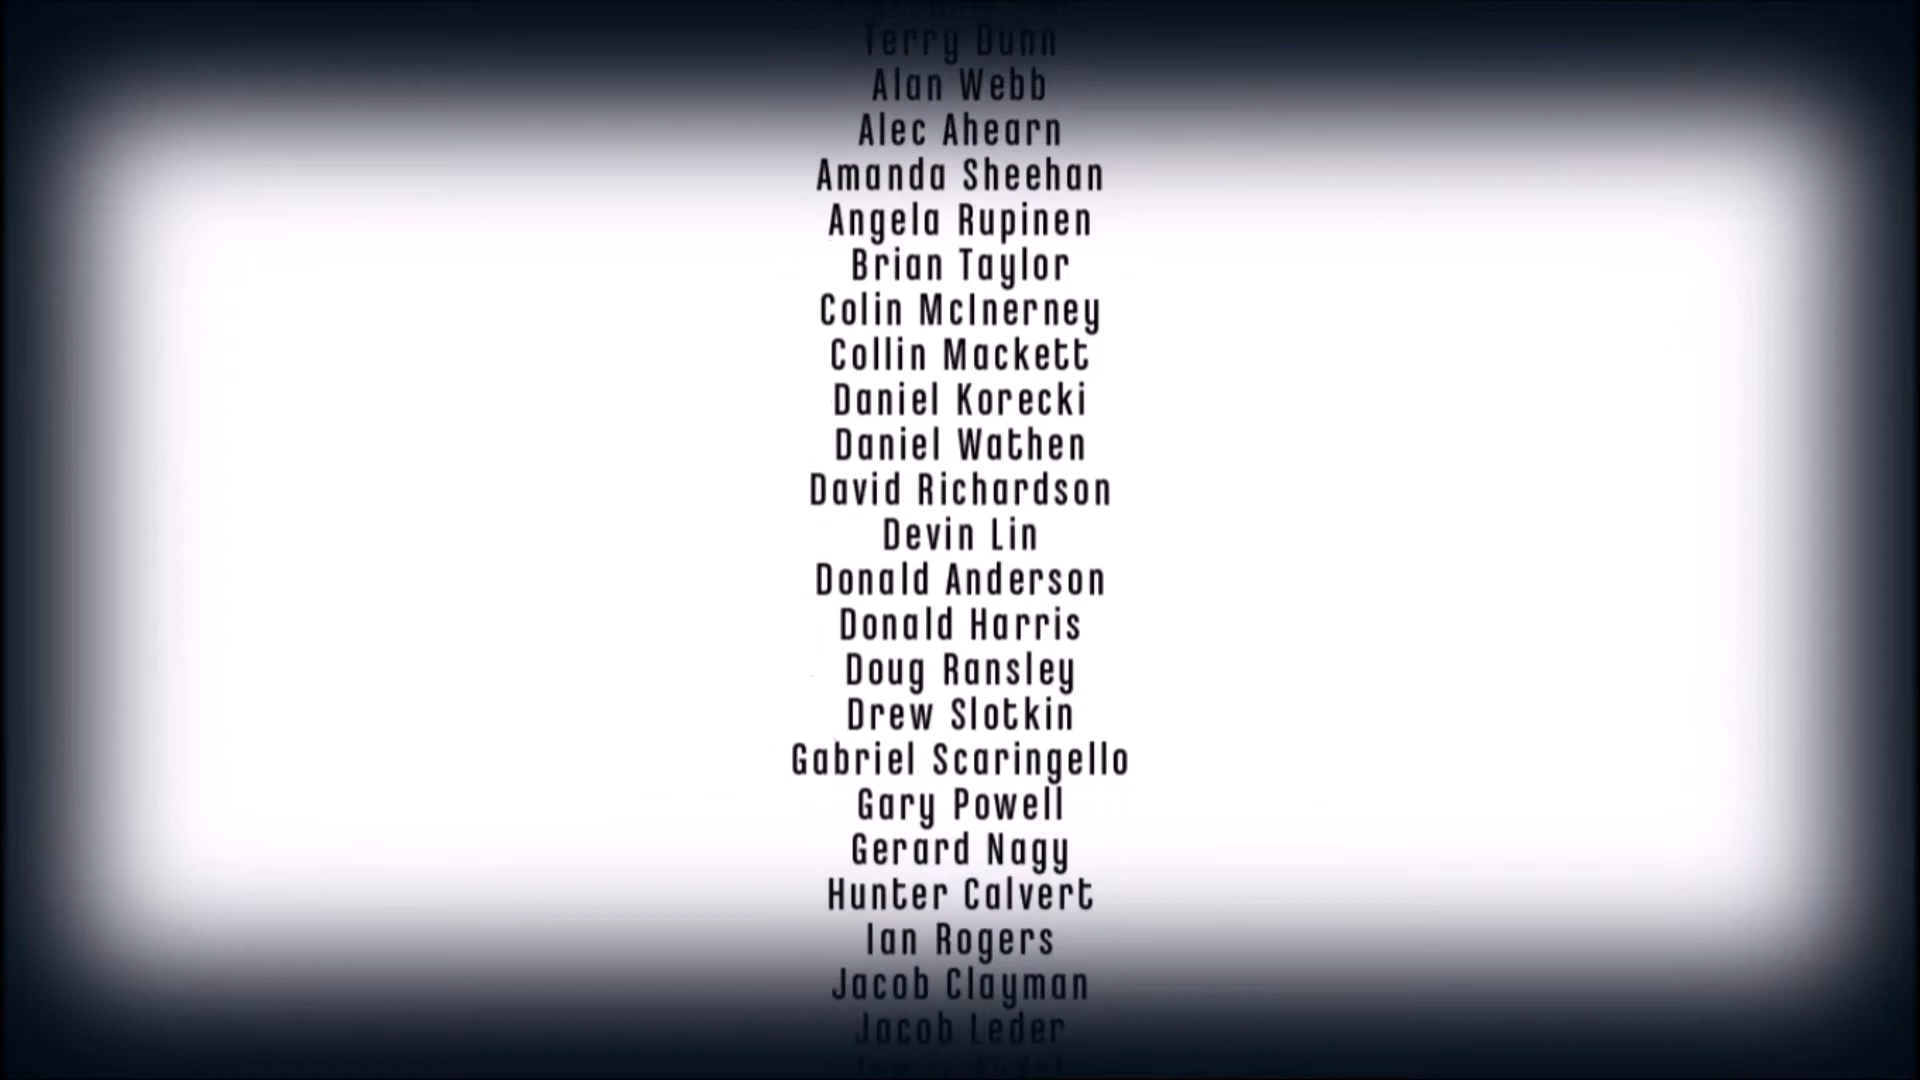 Terry Dunn
Alan Webb
Alec Ahearn
Amanda Sheehan
Angela Rupinen
Brian Taylor
Colin McInerney
Collin Mackett
Daniel Korecki
Daniel Wathen
David Richardson
Devin Lin
Donald Anderson
Donald Harris
Doug Ransley
Drew Slotkin
Gabriel Scaringello
Gary Powell
Gerard Nagy
Hunter Calvert
Ian Rogers
Jacob Clayman
Jacob Leder